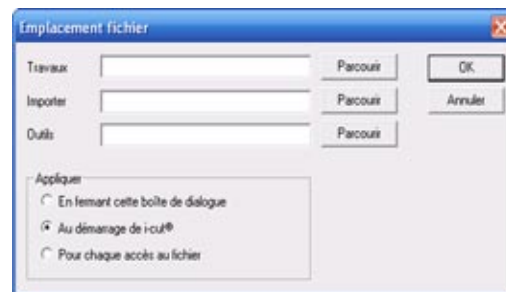 Emplacement fichier
Travaux Parcourir OK
Importer Parcourir Annuler
Outils Parcourir
Appliquer
En fermant cette boîte de dialogue
Au démarrage de i-cut®
Pour chaque accès au fichier